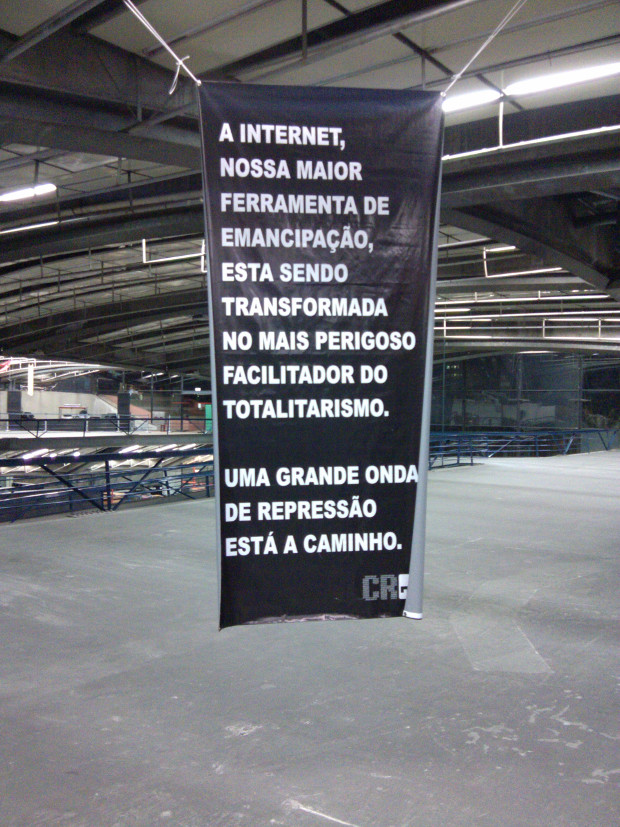 A INTERNET,
NOSSA MAIOR
FERRAMENTA DE
EMANCIPAÇÃO,
ESTA SENDO
TRANSFORMADA
NO MAIS PERIGOSO
FACILITADOR DO
TOTALITARISMO.
UMA GRANDE ONDA
DE REPRESSÃO
ESTÁ A CAMINHO.